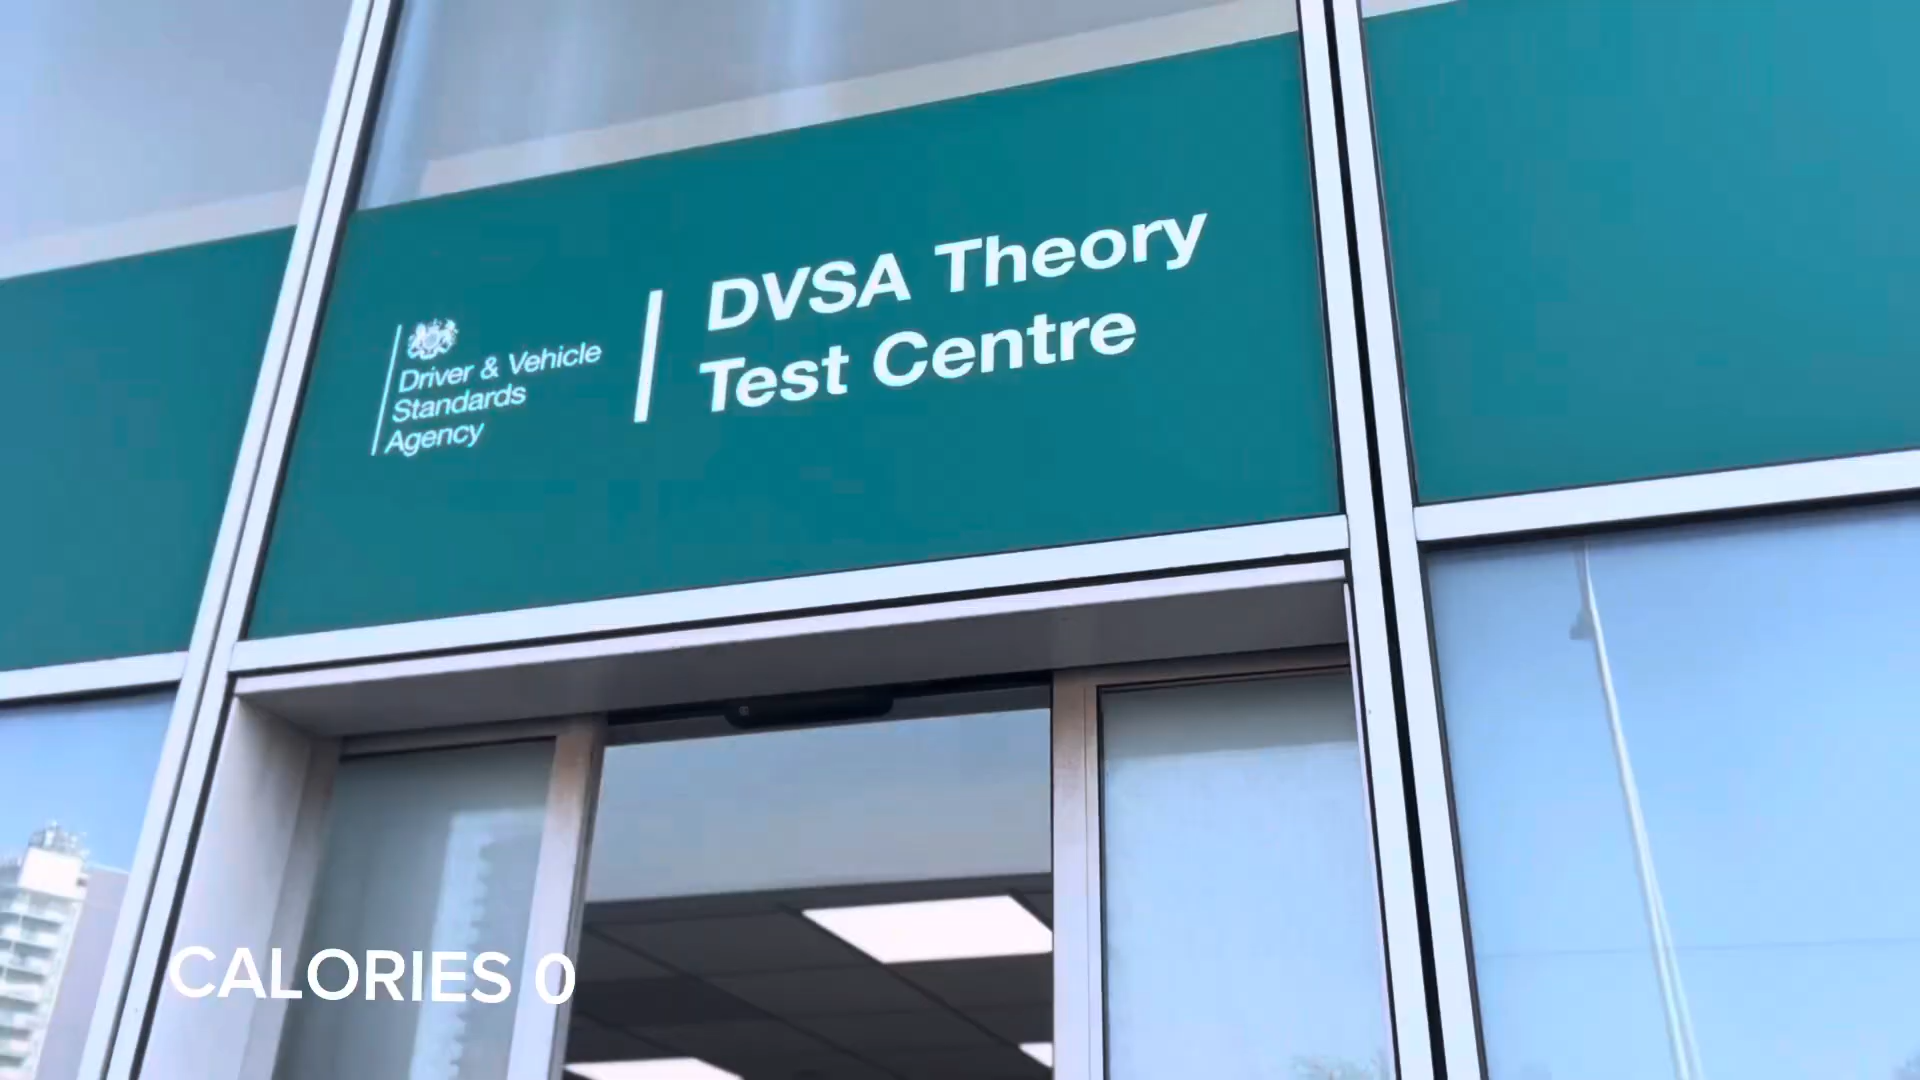 Driver & Vehicle
Standards
Agency
DVSA Theory
Test Centre
CALORIES 0